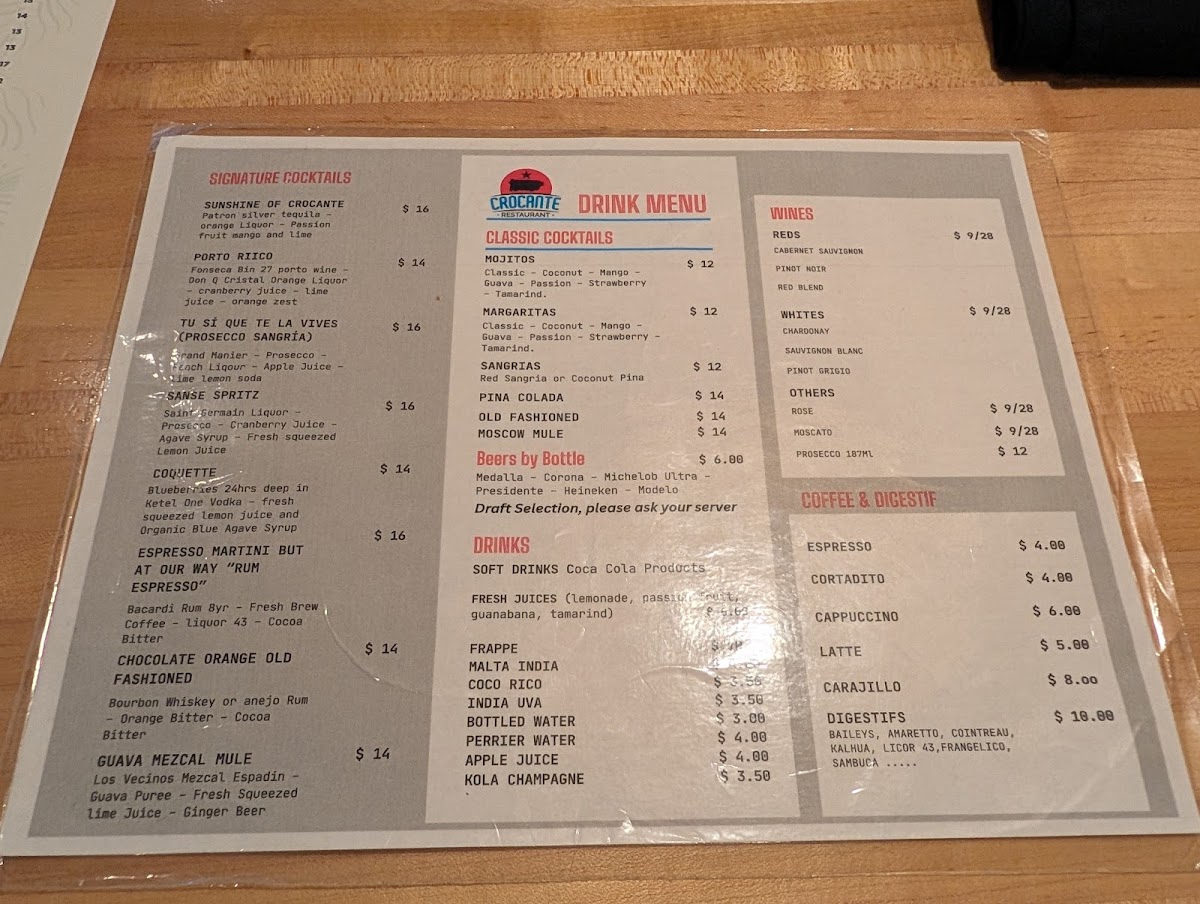 14
13
13
SIGNATURE COCKTAILS
SUNSHINE OF CROCANTE $ 16
Patron silver tequila –
orange Liquor – Passion
fruit mango and lime
PORTO RIICO $ 14
Fonseca Bin 27 porto wine –
Don Q Cristal Orange Liquor
– cranberry juice – lime
juice – orange zest
TU SÍ QUE TE LA VIVES $ 16
(PROSECCO SANGRÍA)
Grand Manier – Prosecco –
Peach Liqour – Apple Juice –
lime lemon soda
SANSE SPRITZ $ 16
Saint Germain Liquor –
Prosecco – Cranberry Juice –
Agave Syrup – Fresh squeezed
Lemon Juice
COQUETTE $ 14
Blueberries 24hrs deep in
Ketel One Vodka – fresh
squeezed lemon juice and
Organic Blue Agave Syrup
ESPRESSO MARTINI BUT $ 16
AT OUR WAY “RUM
ESPRESSO”
Bacardi Rum 8yr – Fresh Brew
Coffee – liquor 43 – Cocoa
Bitter
CHOCOLATE ORANGE OLD $ 14
FASHIONED
Bourbon Whiskey or anejo Rum
– Orange Bitter – Cocoa
Bitter
GUAVA MEZCAL MULE $ 14
Los Vecinos Mezcal Espadin –
Guava Puree – Fresh Squeezed
lime Juice – Ginger Beer
CROCANTE
- RESTAURANT -
DRINK MENU
CLASSIC COCKTAILS
MOJITOS $ 12
Classic – Coconut – Mango –
Guava – Passion – Strawberry
– Tamarind.
MARGARITAS $ 12
Classic – Coconut – Mango –
Guava – Passion – Strawberry –
Tamarind.
SANGRIAS $ 12
Red Sangria or Coconut Pina
PINA COLADA $ 14
OLD FASHIONED $ 14
MOSCOW MULE $ 14
Beers by Bottle $ 6.00
Medalla – Corona – Michelob Ultra –
Presidente – Heineken – Modelo
Draft Selection, please ask your server
DRINKS
SOFT DRINKS Coca Cola Products
FRESH JUICES (lemonade, passion fruit,
guanabana, tamarind)
FRAPPE
MALTA INDIA
COCO RICO $ 3.50
INDIA UVA $ 3.50
BOTTLED WATER $ 3.00
PERRIER WATER $ 4.00
APPLE JUICE $ 4.00
KOLA CHAMPAGNE $ 3.50
WINES
REDS $ 9/28
CABERNET SAUVIGNON
PINOT NOIR
RED BLEND
WHITES $ 9/28
CHARDONAY
SAUVIGNON BLANC
PINOT GRIGIO
OTHERS
ROSE $ 9/28
MOSCATO $ 9/28
PROSECCO 187ML $ 12
COFFEE & DIGESTIF
ESPRESSO $ 4.00
CORTADITO $ 4.00
CAPPUCCINO $ 6.00
LATTE $ 5.00
CARAJILLO $ 8.oo
DIGESTIFS $ 10.00
BAILEYS, AMARETTO, COINTREAU,
KALHUA, LICOR 43,FRANGELICO,
SAMBUCA .....